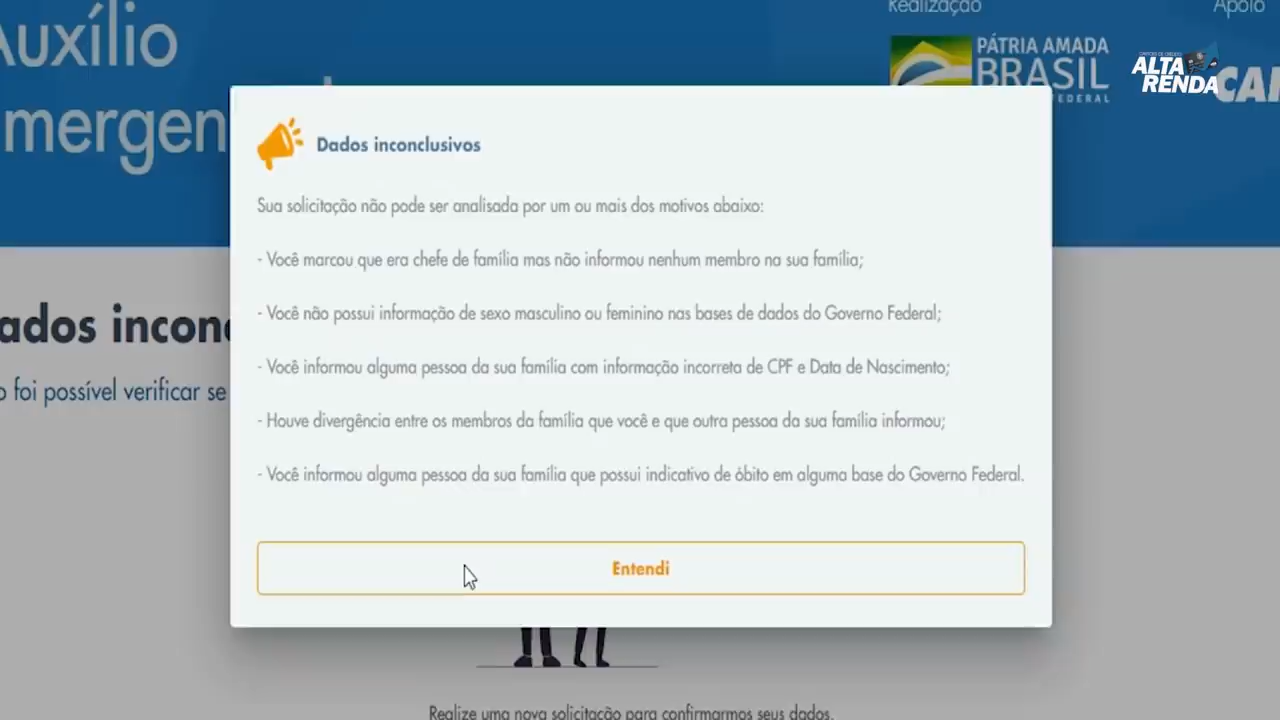 Realização
Apoio
Auxílio
PÁTRIA AMADA
BRASIL
CARTÕES DE CRÉDITO
ALTA
RENDA
CAI
mergen
Dados inconclusivos
Sua solicitação não pode ser analisada por um ou mais dos motivos abaixo:
- Você marcou que era chefe de família mas não informou nenhum membro na sua família;
- Você não possui informação de sexo masculino ou feminino nas bases de dados do Governo Federal;
ados incon
- Você informou alguma pessoa da sua família com informação incorreta de CPF e Data de Nascimento;
o foi possível verificar se
- Houve divergência entre os membros da família que você e que outra pessoa da sua família informou;
- Você informou alguma pessoa da sua família que possui indicativo de óbito em alguma base do Governo Federal.
Entendi
Realize uma nova solicitação para confirmarmos seus dados.